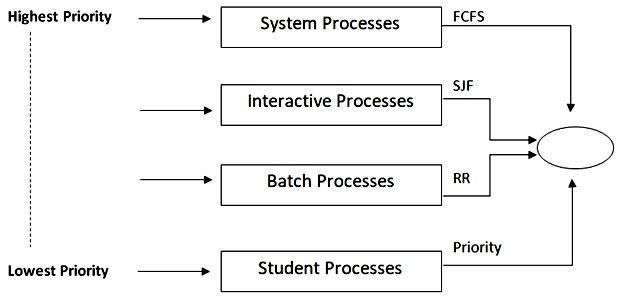 Highest Priority
System Processes
FCFS
Interactive Processes
SJF
Batch Processes
RR
Lowest Priority
Student Processes
Priority